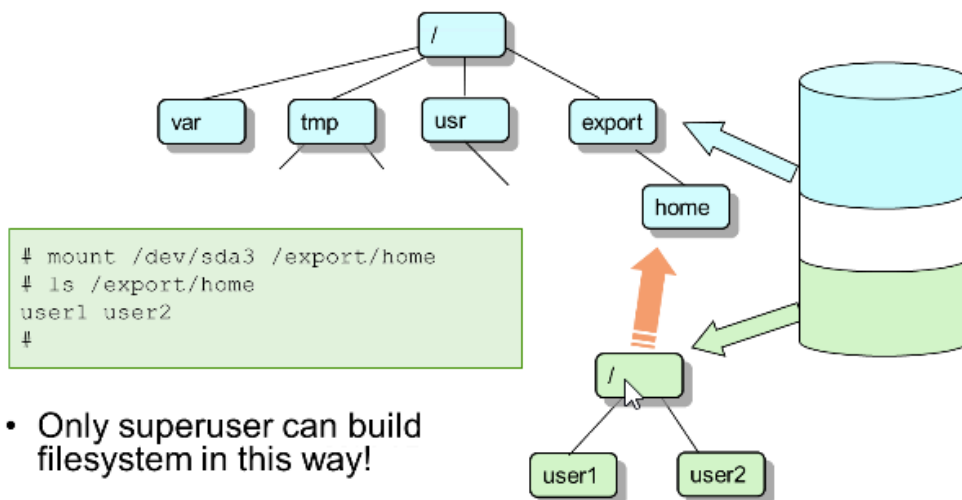 /
var
tmp
usr
export
home
# mount /dev/sda3 /export/home
# ls /export/home
user1 user2
#
/
• Only superuser can build
filesystem in this way!
user1
user2